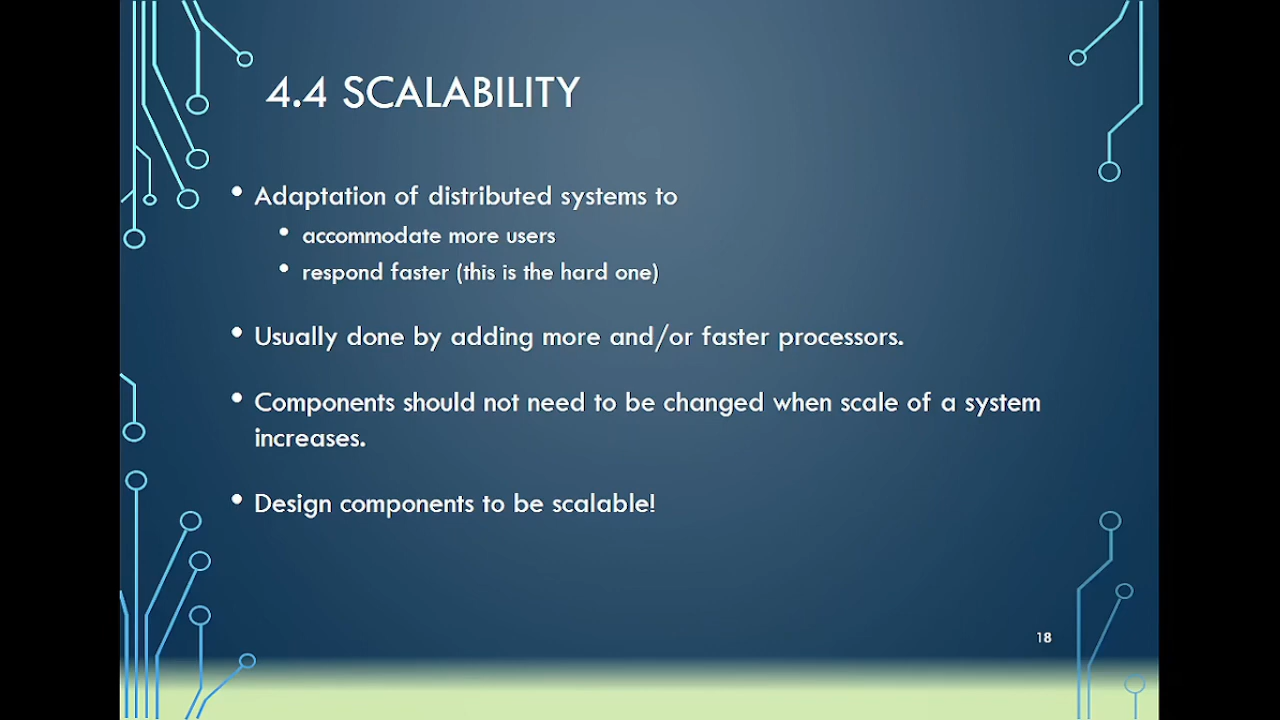 4.4 SCALABILITY
• Adaptation of distributed systems to
• accommodate more users
• respond faster (this is the hard one)
• Usually done by adding more and/or faster processors.
• Components should not need to be changed when scale of a system
increases.
• Design components to be scalable!
18